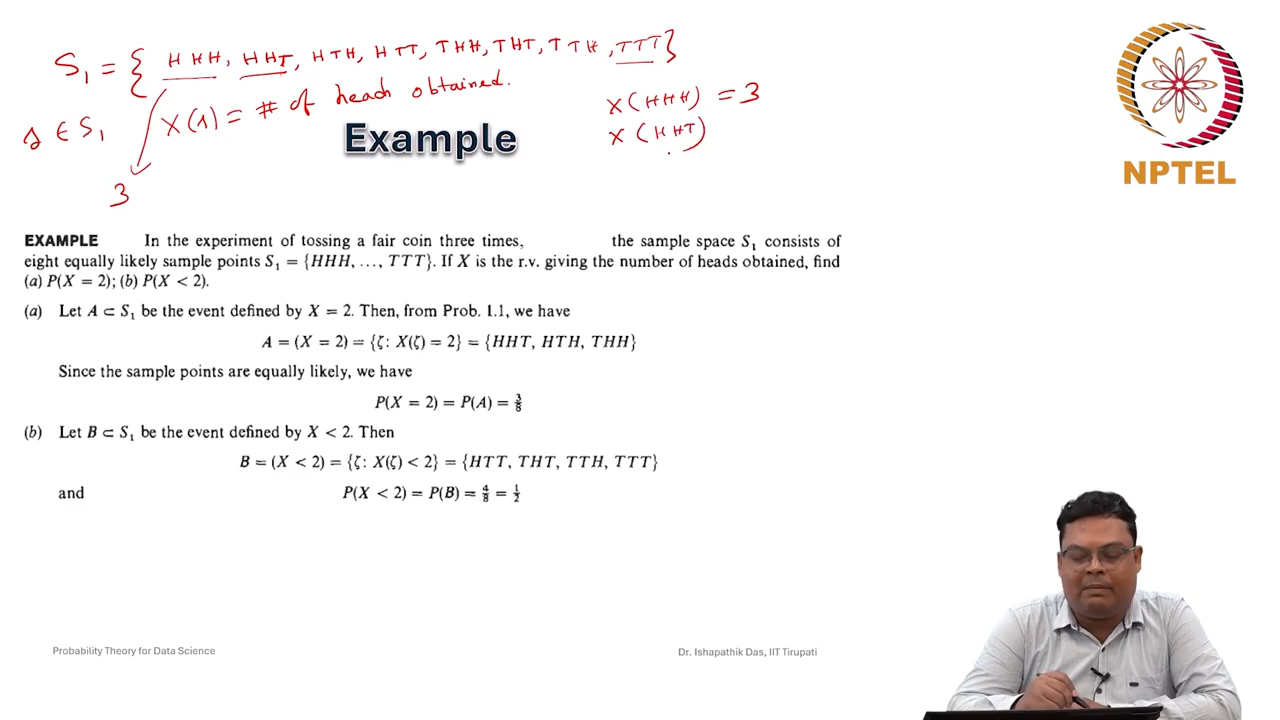 S₁ = { HHH, HHT, HTH, HTT, THH, THT, TTH, TTT }
s ∈ S₁ X(s) = # of heads obtained.
X(HHH) = 3
X(HHT)
3
Example
NPTEL
EXAMPLE In the experiment of tossing a fair coin three times, the sample space S₁ consists of
eight equally likely sample points S₁ = {HHH, ..., TTT}. If X is the r.v. giving the number of heads obtained, find
(a) P(X = 2); (b) P(X < 2).
(a) Let A ⊂ S₁ be the event defined by X = 2. Then, from Prob. 1.1, we have
A = (X = 2) = {ζ: X(ζ) = 2} = {HHT, HTH, THH}
Since the sample points are equally likely, we have
P(X = 2) = P(A) = 3/8
(b) Let B ⊂ S₁ be the event defined by X < 2. Then
B = (X < 2) = {ζ: X(ζ) < 2} = {HTT, THT, TTH, TTT}
and P(X < 2) = P(B) = 4/8 = 1/2
Probability Theory for Data Science
Dr. Ishapathik Das, IIT Tirupati